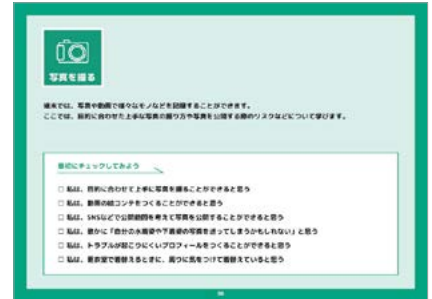 写真を撮る
端末では、写真や動画で様々なモノなどを記録することができます。
ここでは、目的に合わせた上手な写真の撮り方や写真を公開する際のリスクなどについて学びます。
最初にチェックしてみよう
□ 私は、目的に合わせて上手に写真を撮ることができると思う
□ 私は、動画の絵コンテをつくることができると思う
□ 私は、SNSなどで公開範囲を考えて写真を公開することができると思う
□ 私は、誰かに「自分の水着姿や下着姿の写真を送ってしまうかもしれない」と思う
□ 私は、トラブルが起こりにくいプロフィールをつくることができると思う
□ 私は、更衣室で着替えるときに、周りに気をつけて着替えていると思う